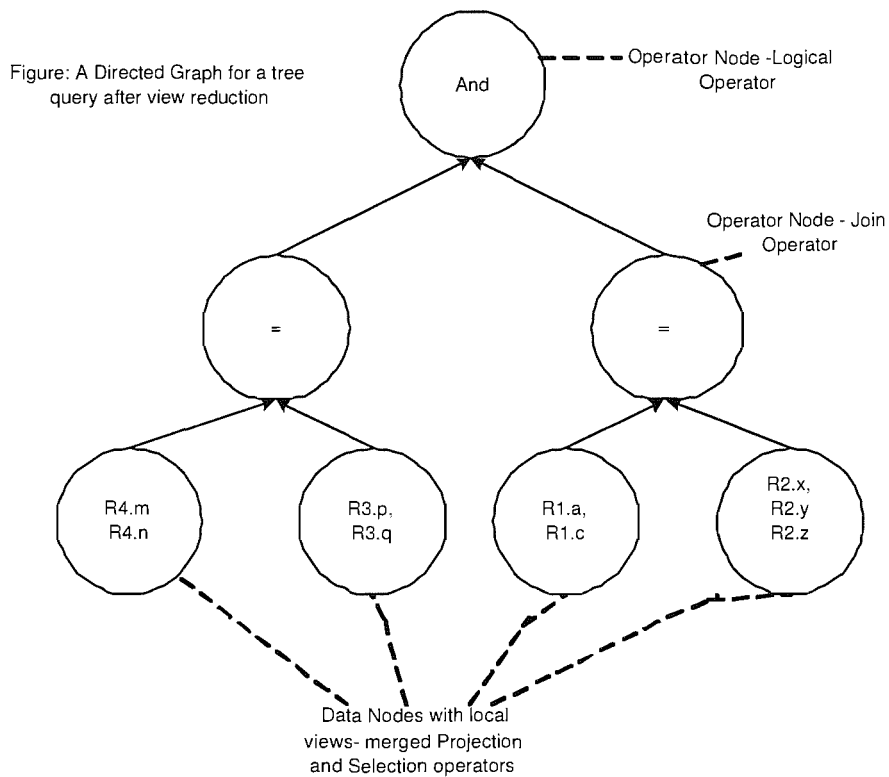 Figure: A Directed Graph for a tree
query after view reduction
And
Operator Node -Logical
Operator
Operator Node - Join
Operator
=
=
R4.m
R4.n
R3.p,
R3.q
R1.a,
R1.c
R2.x,
R2.y
R2.z
Data Nodes with local
views- merged Projection
and Selection operators